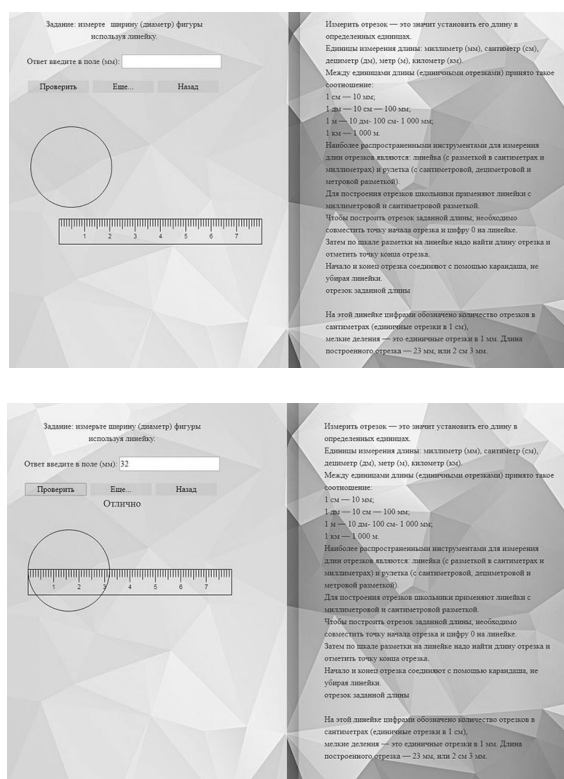 Задание: измерте ширину (диаметр) фигуры
используя линейку.
Ответ введите в поле (мм):
Проверить Еще... Назад
1 2 3 4 5 6 7
Измерить отрезок — это значит установить его длину в
определенных единицах.
Единицы измерения длины: миллиметр (мм), сантиметр (см),
дециметр (дм), метр (м), километр (км).
Между единицами длины (единичными отрезками) принято такое
соотношение:
1 см — 10 мм;
1 дм — 10 см — 100 мм;
1 м — 10 дм- 100 см- 1 000 мм;
1 км — 1 000 м.
Наиболее распространенными инструментами для измерения
длин отрезков являются: линейка (с разметкой в сантиметрах и
миллиметрах) и рулетка (с сантиметровой, дециметровой и
метровой разметкой).
Для построения отрезков школьники применяют линейки с
миллиметровой и сантиметровой разметкой.
Чтобы построить отрезок заданной длины, необходимо
совместить точку начала отрезка и цифру 0 на линейке.
Затем по шкале разметки на линейке надо найти длину отрезка и
отметить точку конца отрезка.
Начало и конец отрезка соединяют с помощью карандаша, не
убирая линейки.
отрезок заданной длины
На этой линейке цифрами обозначено количество отрезков в
сантиметрах (единичные отрезки в 1 см),
мелкие деления — это единичные отрезки в 1 мм. Длина
построенного отрезка — 23 мм, или 2 см 3 мм.
Задание: измерьте ширину (диаметр) фигуры
используя линейку.
Ответ введите в поле (мм): 32
Проверить Еще... Назад
Отлично
1 2 3 4 5 6 7
Измерить отрезок — это значит установить его длину в
определенных единицах.
Единицы измерения длины: миллиметр (мм), сантиметр (см),
дециметр (дм), метр (м), километр (км).
Между единицами длины (единичными отрезками) принято такое
соотношение:
1 см — 10 мм;
1 дм — 10 см — 100 мм;
1 м — 10 дм- 100 см- 1 000 мм;
1 км — 1 000 м.
Наиболее распространенными инструментами для измерения
длин отрезков являются: линейка (с разметкой в сантиметрах и
миллиметрах) и рулетка (с сантиметровой, дециметровой и
метровой разметкой).
Для построения отрезков школьники применяют линейки с
миллиметровой и сантиметровой разметкой.
Чтобы построить отрезок заданной длины, необходимо
совместить точку начала отрезка и цифру 0 на линейке.
Затем по шкале разметки на линейке надо найти длину отрезка и
отметить точку конца отрезка.
Начало и конец отрезка соединяют с помощью карандаша, не
убирая линейки.
отрезок заданной длины
На этой линейке цифрами обозначено количество отрезков в
сантиметрах (единичные отрезки в 1 см),
мелкие деления — это единичные отрезки в 1 мм. Длина
построенного отрезка — 23 мм, или 2 см 3 мм.